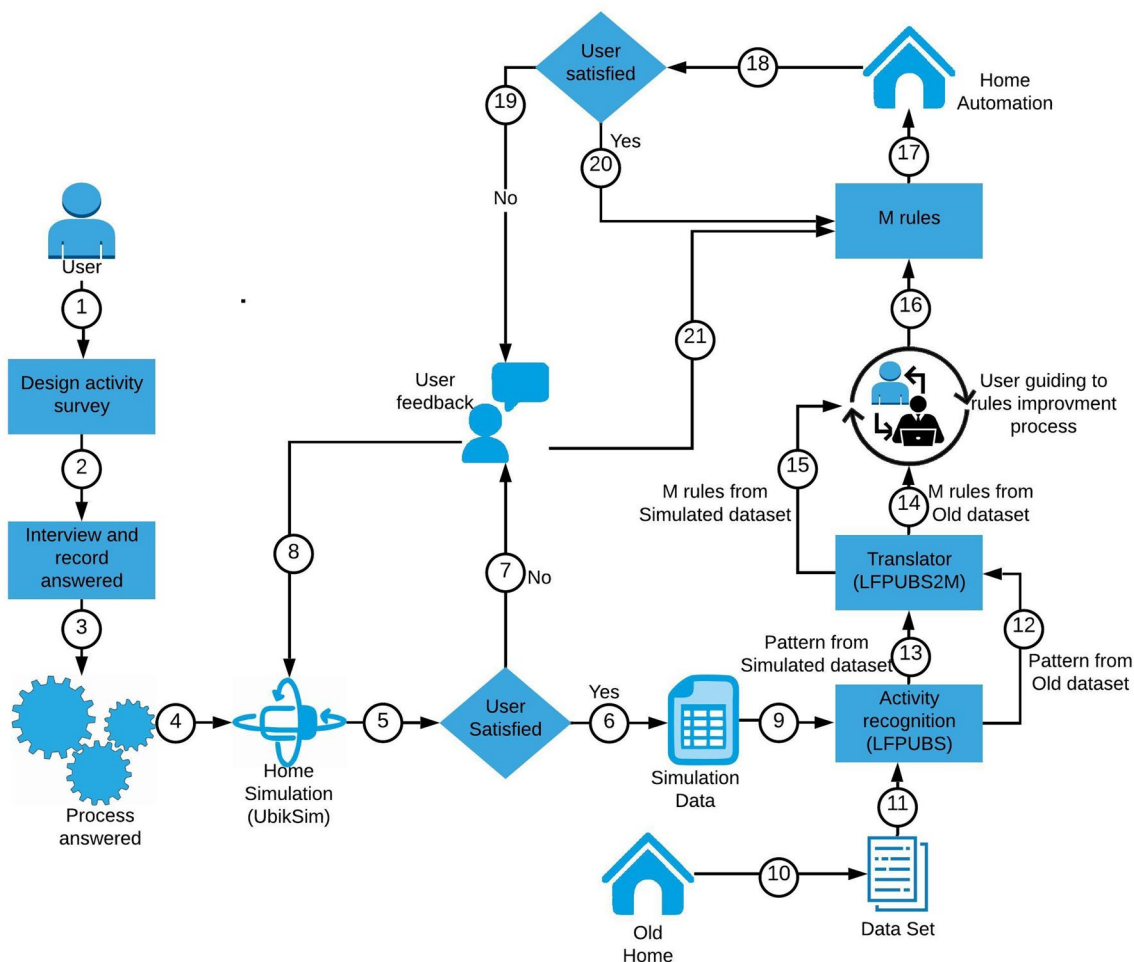 User
satisfied
18
Home
Automation
19
Yes
20
17
No
M rules
User
1
16
21
Design activity
survey
User
feedback
User guiding to
rules improvment
process
2
15
M rules from
Simulated dataset
14
M rules from
Old dataset
Interview and
record
answered
8
7
No
Translator
(LFPUBS2M)
3
12
Pattern from
Simulated dataset
13
Pattern from
Old dataset
4
5
User
Satisfied
Yes
6
9
Activity
recognition
(LFPUBS)
Home
Simulation
(UbikSim)
Simulation
Data
Process
answered
11
10
Old
Home
Data Set